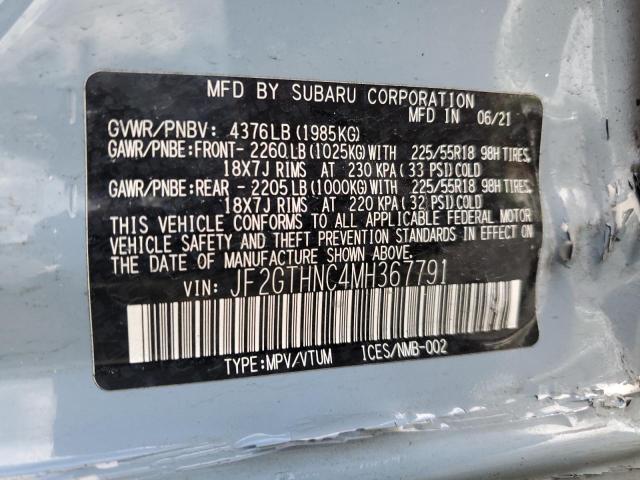 MFD BY SUBARU CORPORATION
MFD IN 06/21
GVWR/PNBV: 4376LB (1985KG)
GAWR/PNBE:FRONT- 2260LB (1025KG)WITH 225/55R18 98H TIRES,
18X7J RIMS AT 230 KPA (33 PSI)COLD
GAWR/PNBE:REAR - 2205LB (1000KG)WITH 225/55R18 98H TIRES,
18X7J RIMS AT 220 KPA (32 PSI)COLD
THIS VEHICLE CONFORMS TO ALL APPLICABLE FEDERAL MOTOR
VEHICLE SAFETY AND THEFT PREVENTION STANDARDS IN EFFECT ON
THE DATE OF MANUFACTURE SHOWN ABOVE.
VIN: JF2GTHNC4MH367791
TYPE:MPV/VTUM 1CES/NMB-002